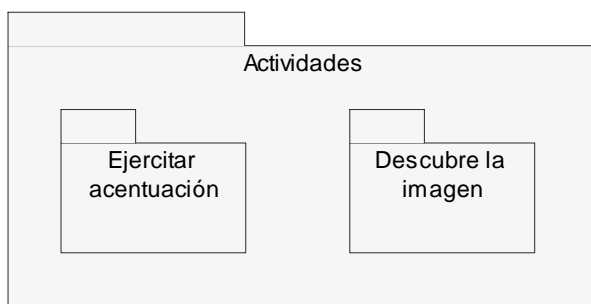 Actividades
Ejercitar
acentuación
Descubre la
imagen